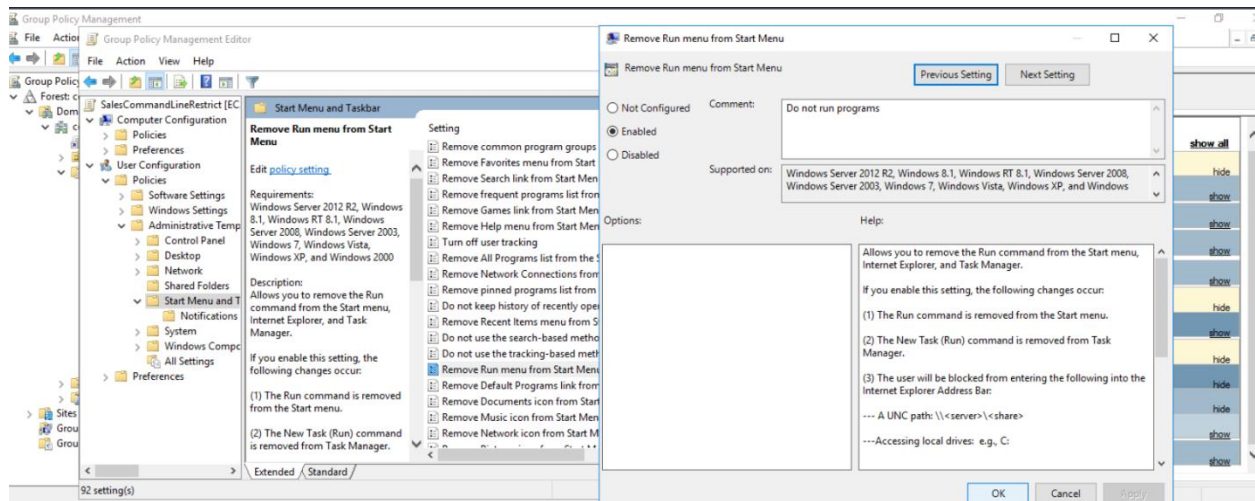 Group Policy Management
File Action
Group Policy Management Editor
File Action View Help
Group Policy
Forest:
Dom
Sites
Grou
Grou
SalesCommandLineRestrict [EC
Computer Configuration
Policies
Preferences
User Configuration
Policies
Software Settings
Windows Settings
Administrative Temp
Control Panel
Desktop
Network
Shared Folders
Start Menu and T
Notifications
System
Windows Compc
All Settings
Preferences
Start Menu and Taskbar
Remove Run menu from Start
Menu
Edit policy setting
Requirements:
Windows Server 2012 R2, Windows
8.1, Windows RT 8.1, Windows
Server 2008, Windows Server 2003,
Windows 7, Windows Vista,
Windows XP, and Windows 2000
Description:
Allows you to remove the Run
command from the Start menu,
Internet Explorer, and Task
Manager.
If you enable this setting, the
following changes occur:
(1) The Run command is removed
from the Start menu.
(2) The New Task (Run) command
is removed from Task Manager.
Setting
Remove common program groups
Remove Favorites menu from Start
Remove Search link from Start Men
Remove frequent programs list from
Remove Games link from Start Men
Remove Help menu from Start Men
Turn off user tracking
Remove All Programs list from the S
Remove Network Connections from
Remove pinned programs list from
Do not keep history of recently oper
Remove Recent Items menu from S
Do not use the search-based metho
Do not use the tracking-based meth
Remove Run menu from Start Menu
Remove Default Programs link from
Remove Documents icon from Start
Remove Music icon from Start Men
Remove Network icon from Start M
Extended Standard
92 setting(s)
Remove Run menu from Start Menu
Remove Run menu from Start Menu
Previous Setting Next Setting
Not Configured
Enabled
Disabled
Comment:
Do not run programs
Supported on:
Windows Server 2012 R2, Windows 8.1, Windows RT 8.1, Windows Server 2008,
Windows Server 2003, Windows 7, Windows Vista, Windows XP, and Windows
Options:
Help:
Allows you to remove the Run command from the Start menu,
Internet Explorer, and Task Manager.
If you enable this setting, the following changes occur:
(1) The Run command is removed from the Start menu.
(2) The New Task (Run) command is removed from Task
Manager.
(3) The user will be blocked from entering the following into the
Internet Explorer Address Bar:
--- A UNC path: \\<server>\<share>
---Accessing local drives: e.g., C:
OK Cancel Apply
show all
hide
show
show
show
show
hide
show
hide
hide
hide
show
show